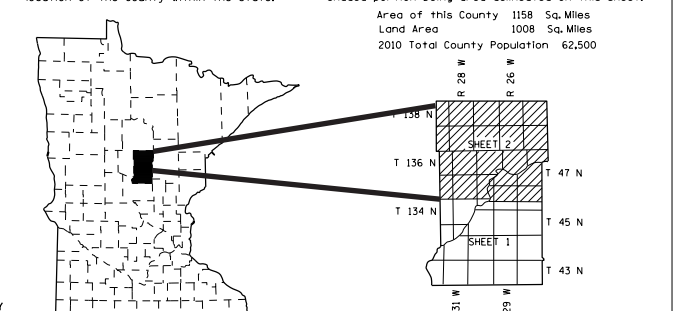 Area of this County 1158 Sq. Miles
Land Area 1008 Sq. Miles
2010 Total County Population 62,500
R 28 W
R 26 W
T 138 N
SHEET 2
T 136 N
T 47 N
T 134 N
T 45 N
SHEET 1
T 43 N
31 W
29 W
Y